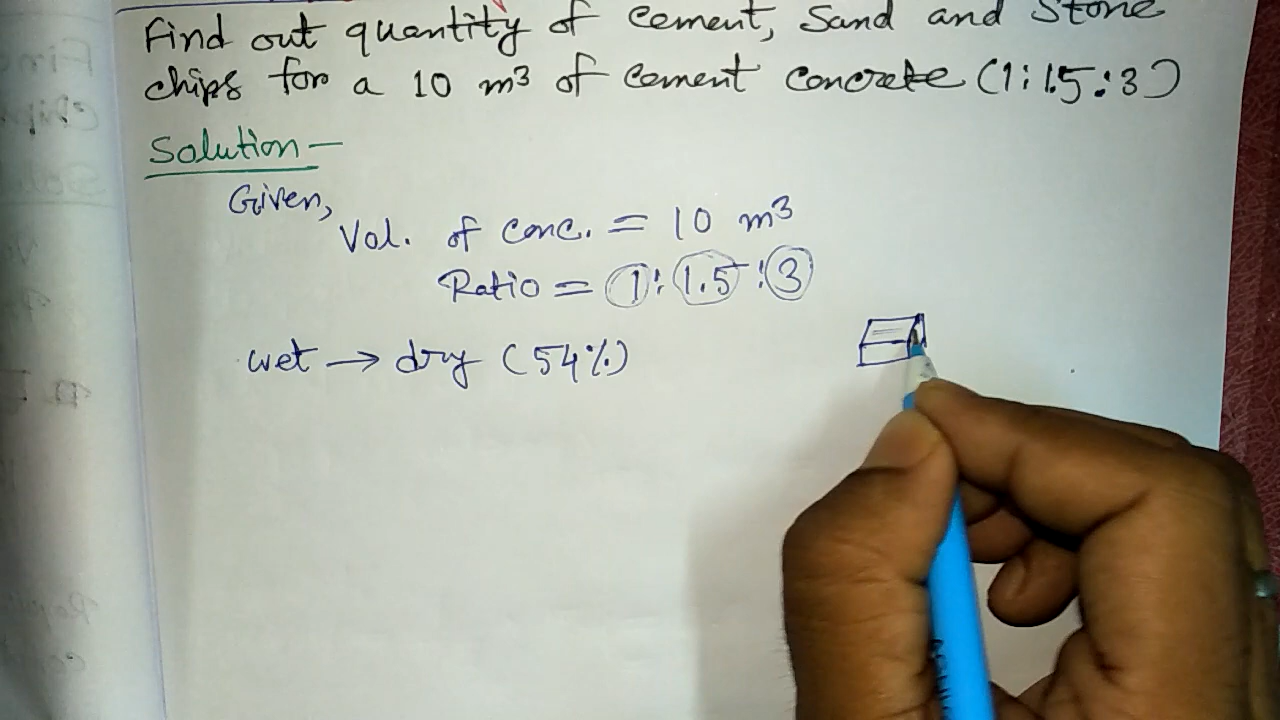 Find out quantity of cement, Sand and Stone
chips for a 10 m³ of Cement Concrete (1:1.5:3)
Solution—
Given,
Vol. of conc. = 10 m³
Ratio = 1:1.5:3
wet → dry (54%)